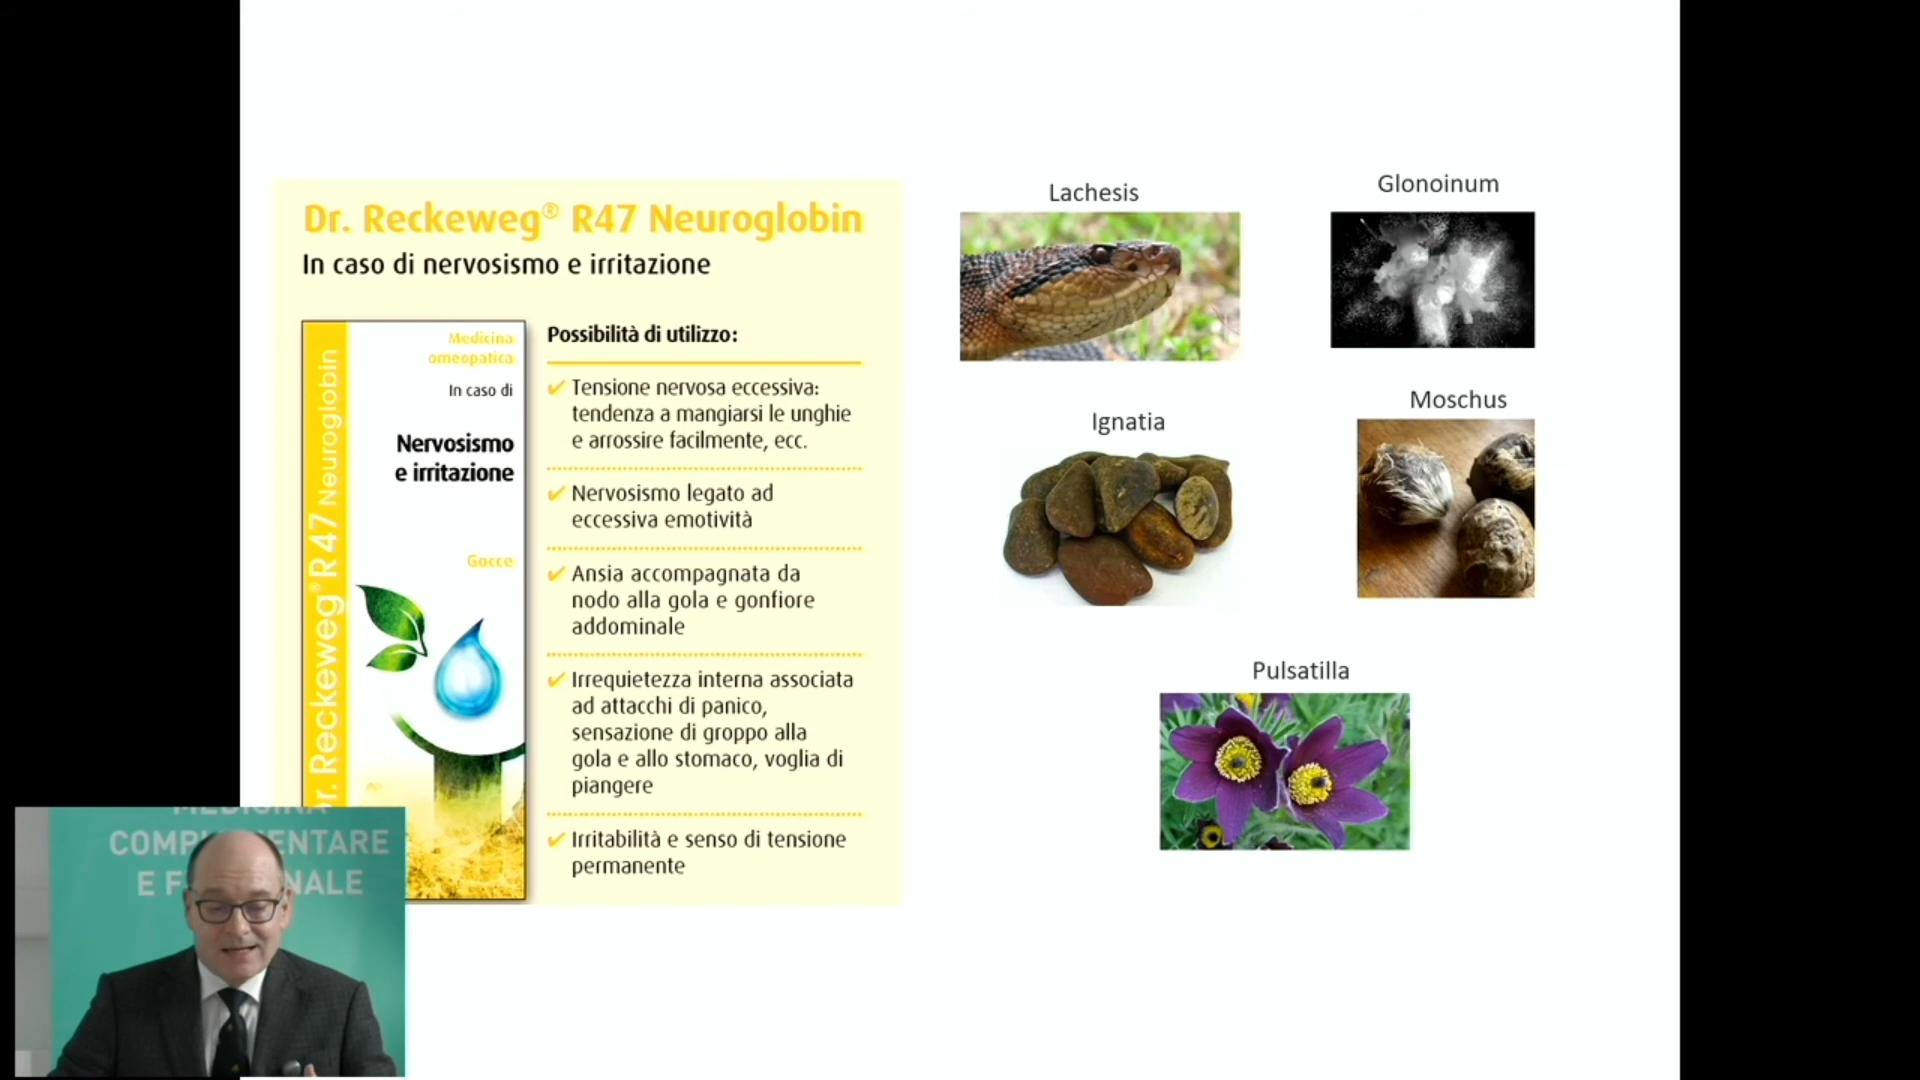 Dr. Reckeweg® R47 Neuroglobin
In caso di nervosismo e irritazione
Dr. Reckeweg® R47 Neuroglobin
Medicina
omeopatica
In caso di
Nervosismo
e irritazione
Gocce
Possibilità di utilizzo:
✔ Tensione nervosa eccessiva:
tendenza a mangiarsi le unghie
e arrossire facilmente, ecc.
✔ Nervosismo legato ad
eccessiva emotività
✔ Ansia accompagnata da
nodo alla gola e gonfiore
addominale
✔ Irrequietezza interna associata
ad attacchi di panico,
sensazione di groppo alla
gola e allo stomaco, voglia di
piangere
✔ Irritabilità e senso di tensione
permanente
Lachesis
Glonoinum
Ignatia
Moschus
Pulsatilla
MEDICINA